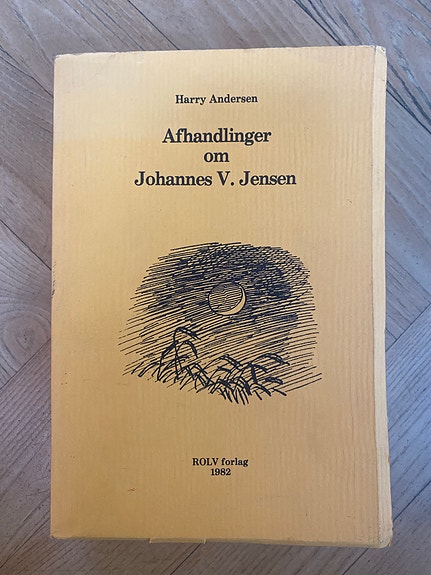 Harry Andersen
Afhandlinger
om
Johannes V. Jensen
ROLV forlag
1982